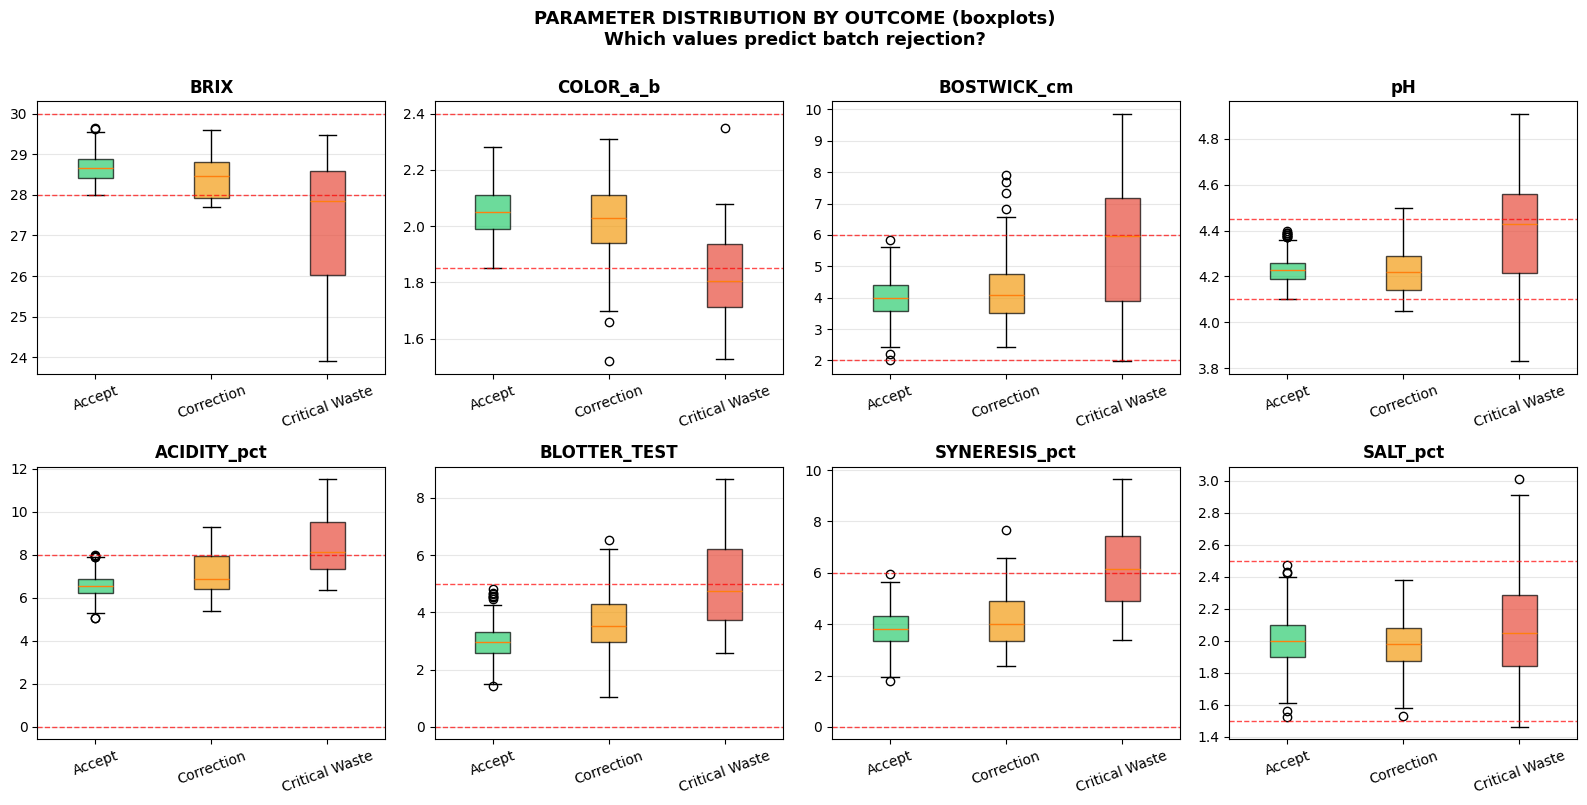 PARAMETER DISTRIBUTION BY OUTCOME (boxplots)
Which values predict batch rejection?
BRIX
30
29
28
27
26
25
24
Accept
Correction
Critical Waste
COLOR_a_b
2.4
2.2
2.0
1.8
1.6
Accept
Correction
Critical Waste
BOSTWICK_cm
10
9
8
7
6
5
4
3
2
Accept
Correction
Critical Waste
pH
4.8
4.6
4.4
4.2
4.0
3.8
Accept
Correction
Critical Waste
ACIDITY_pct
12
10
8
6
4
2
0
Accept
Correction
Critical Waste
BLOTTER_TEST
8
6
4
2
0
Accept
Correction
Critical Waste
SYNERESIS_pct
10
8
6
4
2
0
Accept
Correction
Critical Waste
SALT_pct
3.0
2.8
2.6
2.4
2.2
2.0
1.8
1.6
1.4
Accept
Correction
Critical Waste